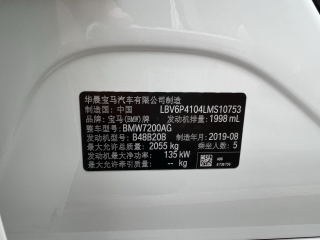 华晨宝马汽车有限公司制造
制造国：中国 LBV6P4104LMS10753
品牌：宝马(BMW)牌 发动机排量：1998 mL
整车型号：BMW7200AG
发动机型号：B48B20B 制造年月：2019-08
最大允许总质量：2055 kg 乘坐人数：5
发动机最大净功率：135 kW
最大允许牵引质量：-- kg